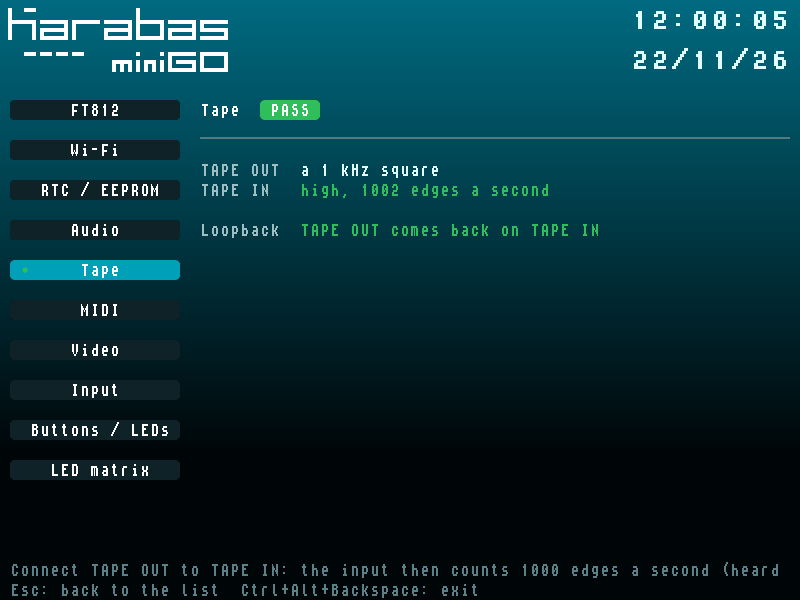 karabas
miniGO
12:00:05
22/11/26
FT812
Wi-Fi
RTC / EEPROM
Audio
Tape
MIDI
Video
Input
Buttons / LEDs
LED matrix
Tape PASS
TAPE OUT a 1 kHz square
TAPE IN high, 1002 edges a second
Loopback TAPE OUT comes back on TAPE IN
Connect TAPE OUT to TAPE IN: the input then counts 1000 edges a second (heard
Esc: back to the list Ctrl+Alt+Backspace: exit